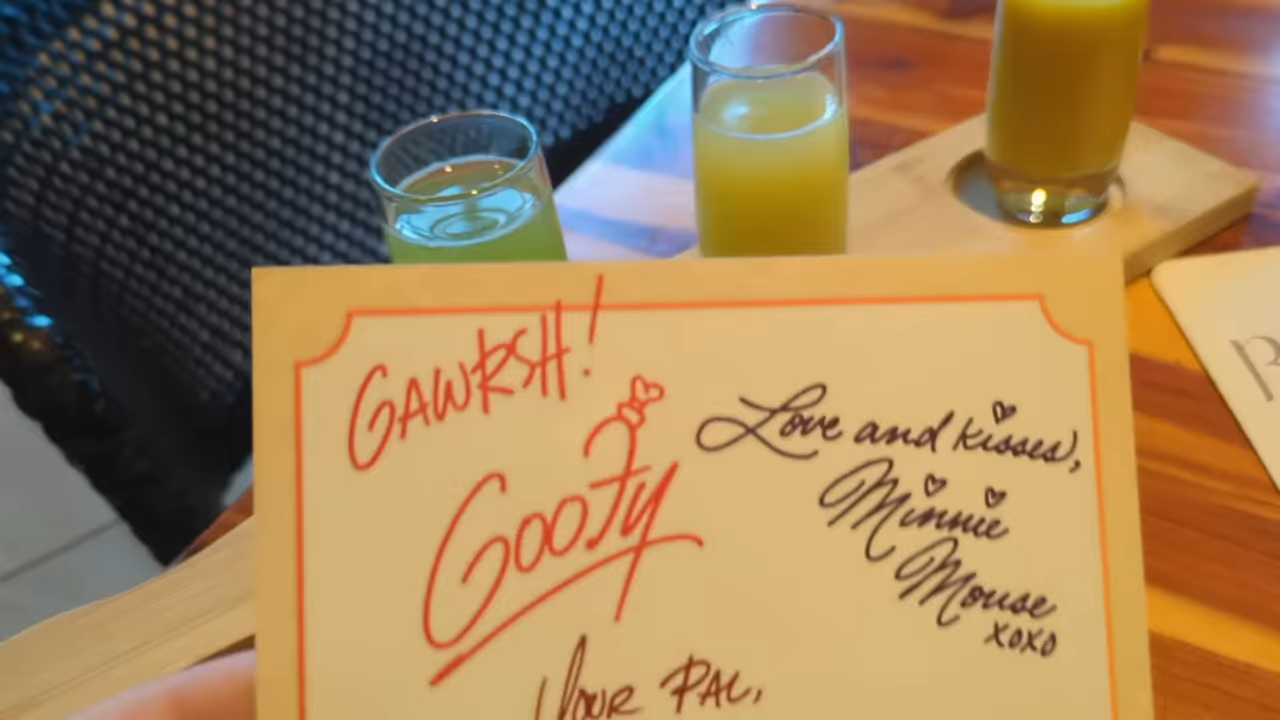 GAWRSH!
Goofy
Love and kisses,
Minnie
Mouse
xoxo
Your PAL,